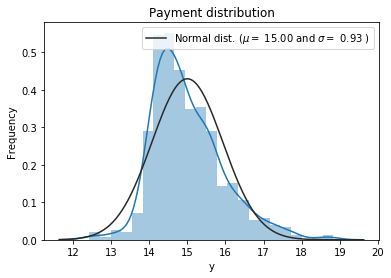 Payment distribution
Normal dist. (μ = 15.00 and σ = 0.93 )
Frequency
0.5
0.4
0.3
0.2
0.1
0.0
12 13 14 15 16 17 18 19 20
y